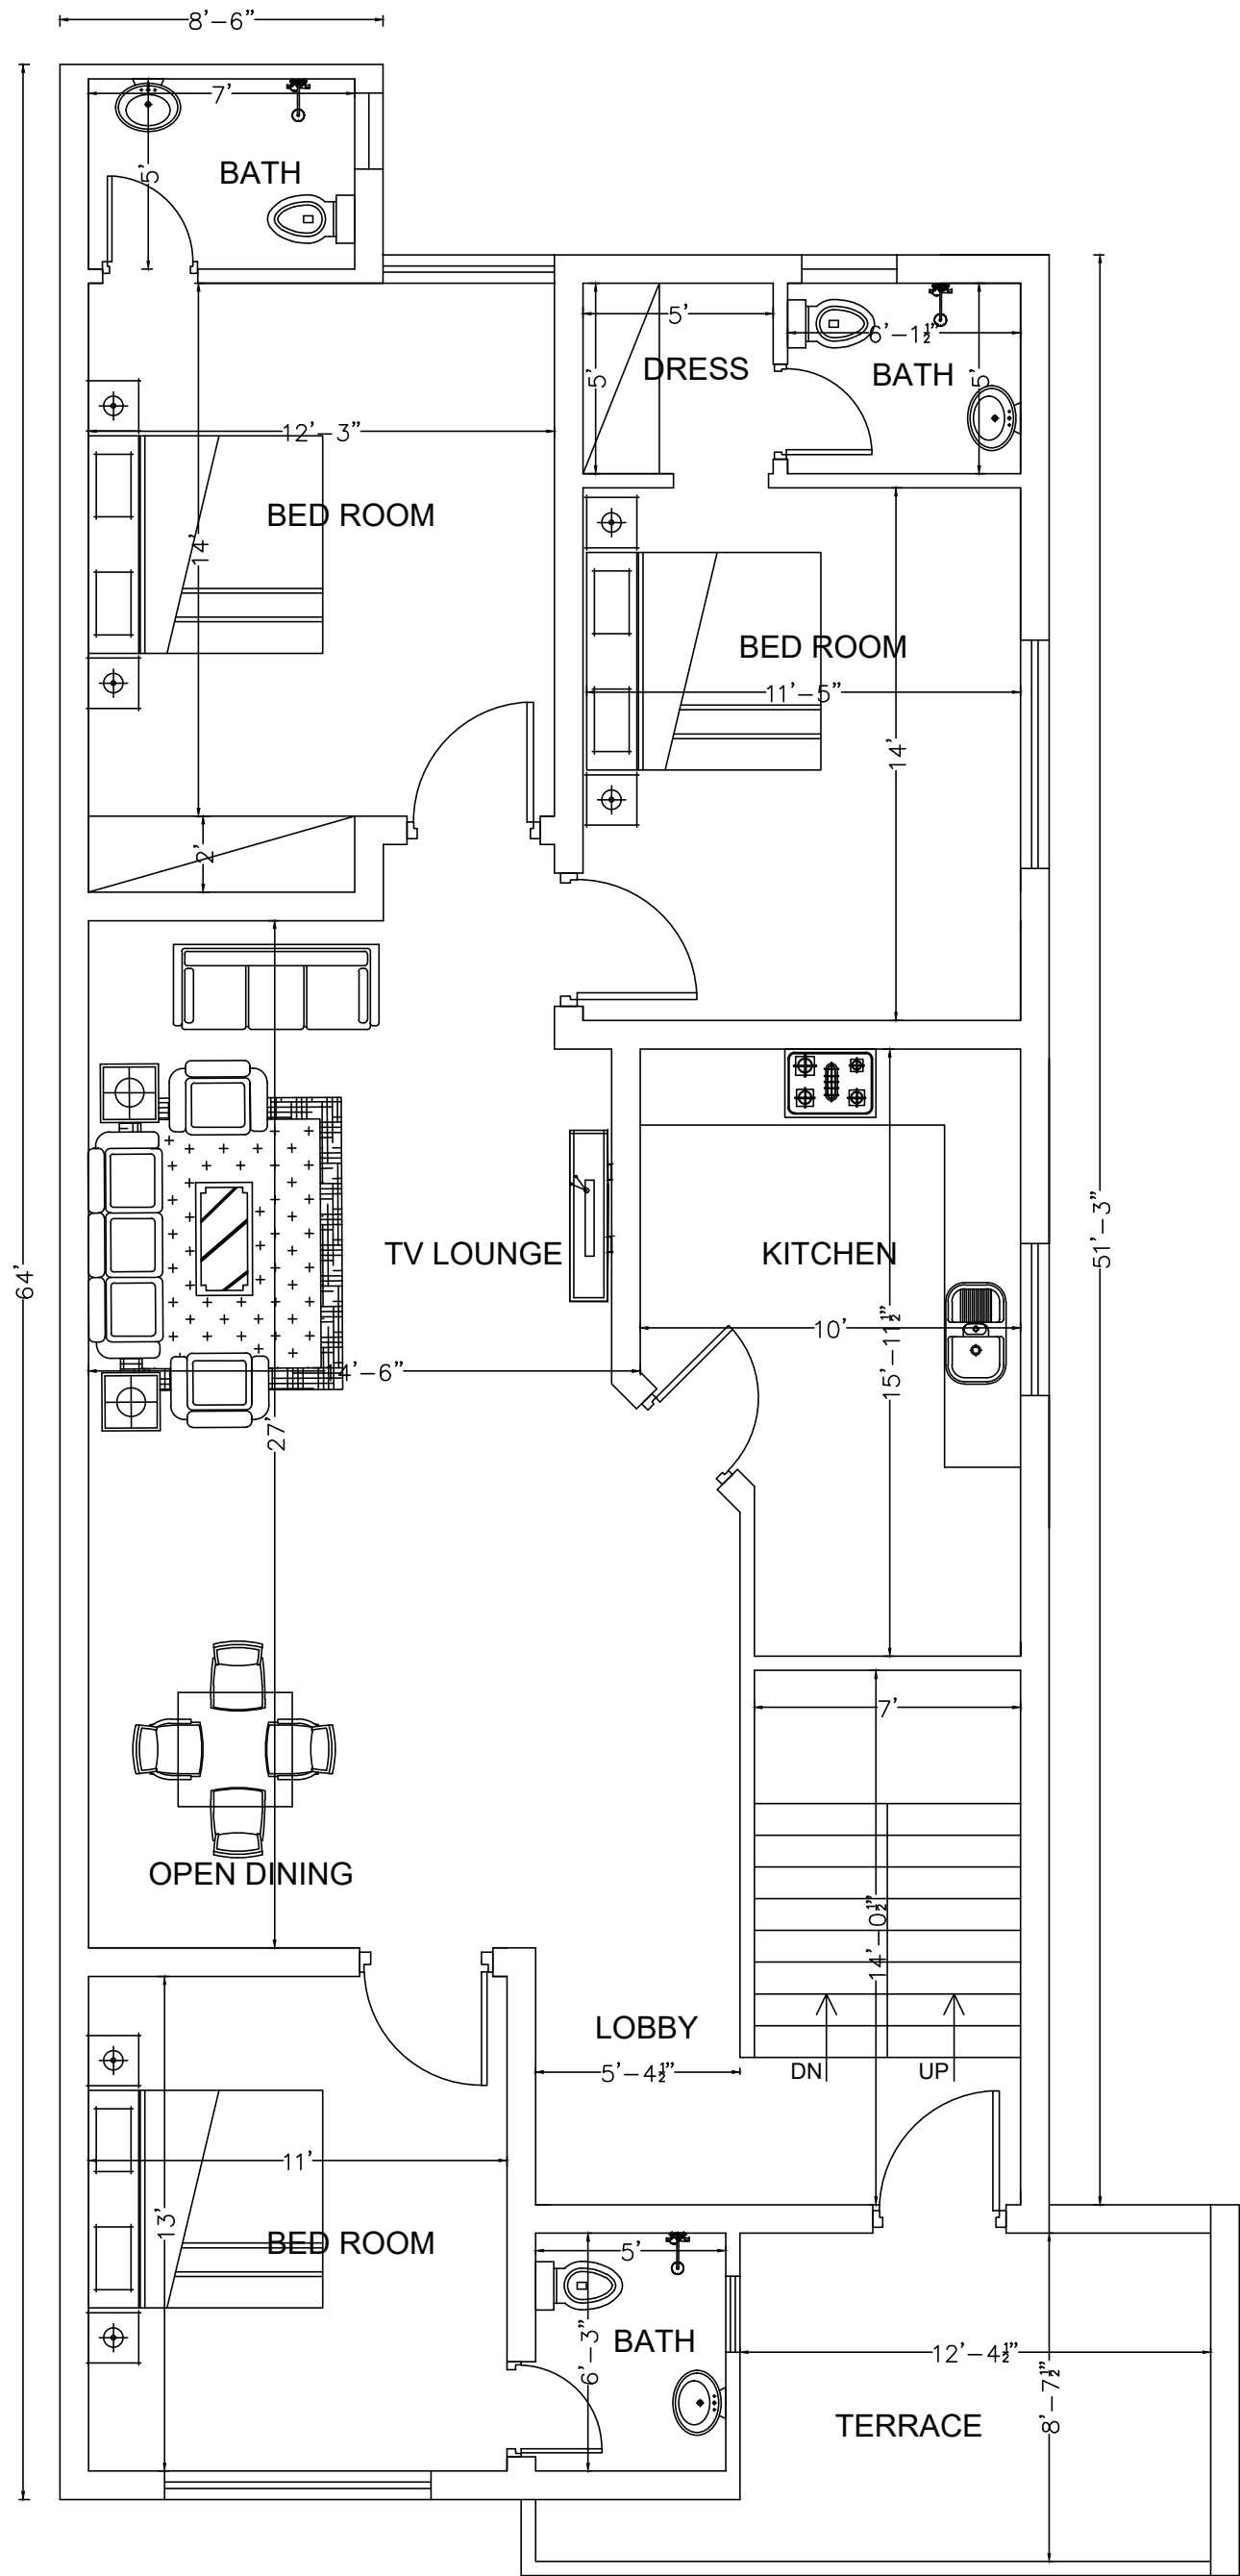 8'-6"
7'
5'
BATH
5'
6'-1½"
5'
5'
DRESS
BATH
12'-3"
BED ROOM
14'
BED ROOM
11'-5"
14'
2'
64'
51'-3"
TV LOUNGE
KITCHEN
10'
15'-11½"
14'-6"
27'
7'
OPEN DINING
14'-0½"
LOBBY
5'-4½"
DN
UP
11'
13'
BED ROOM
5'
BATH
6'-3"
12'-4½"
TERRACE
8'-7½"